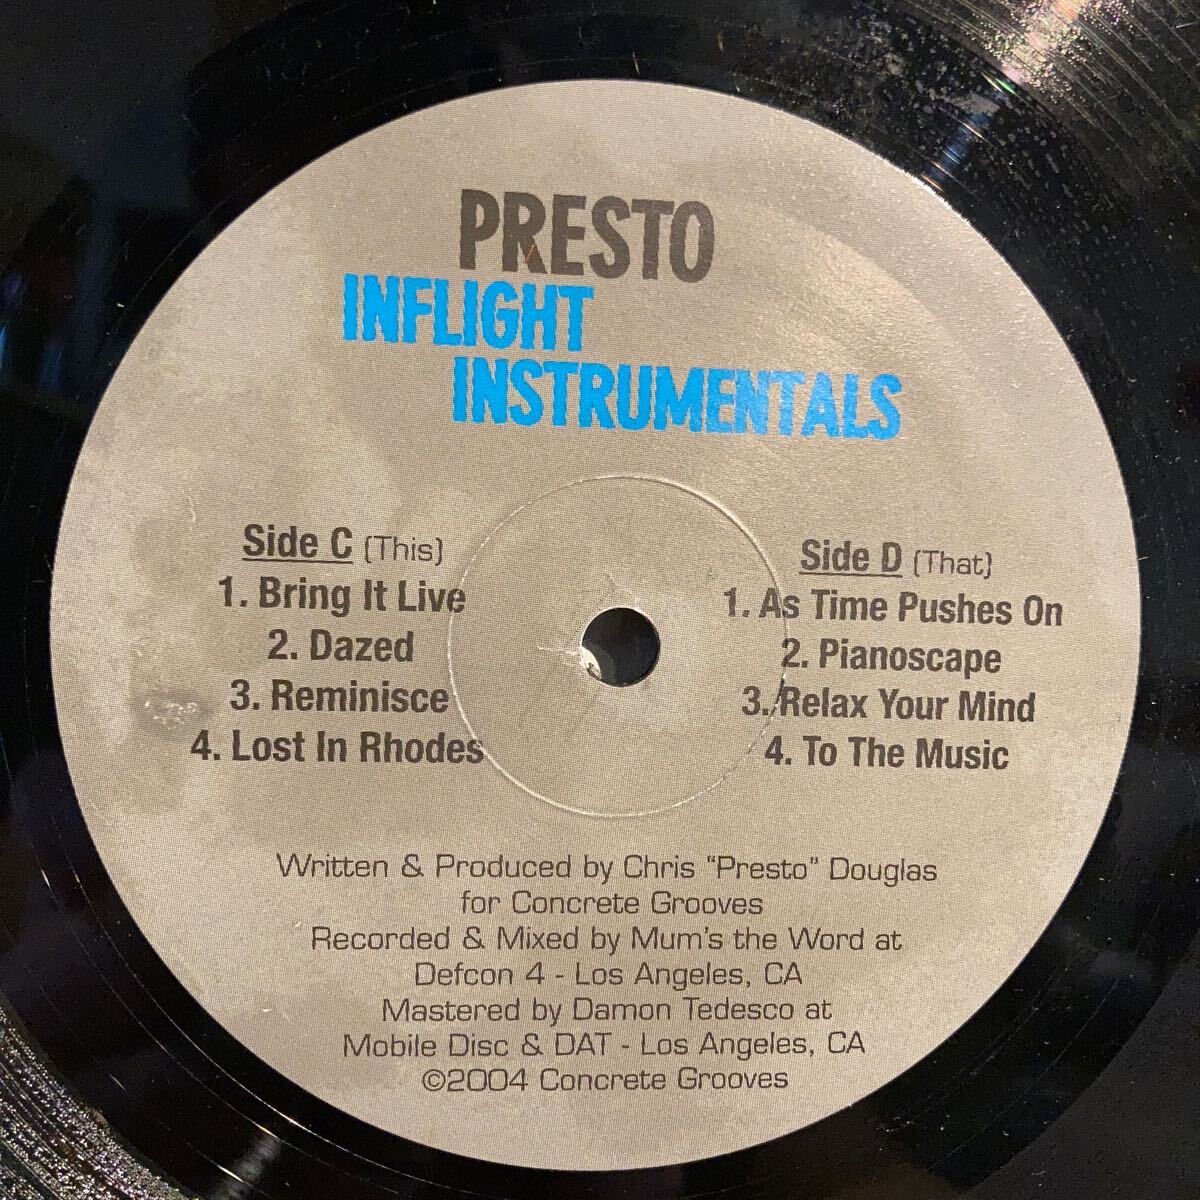 PRESTO
INFLIGHT
INSTRUMENTALS
Side C (This)
1. Bring It Live
2. Dazed
3. Reminisce
4. Lost In Rhodes
Side D (That)
1. As Time Pushes On
2. Pianoscape
3. Relax Your Mind
4. To The Music
Written & Produced by Chris "Presto" Douglas
for Concrete Grooves
Recorded & Mixed by Mum's the Word at
Defcon 4 - Los Angeles, CA
Mastered by Damon Tedesco at
Mobile Disc & DAT - Los Angeles, CA
©2004 Concrete Grooves